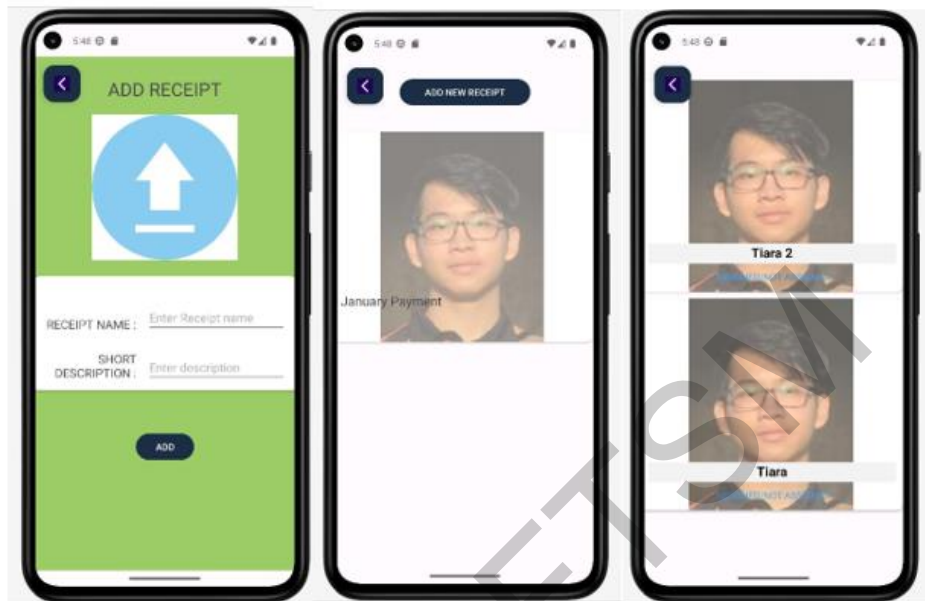 5:48
ADD RECEIPT
RECEIPT NAME :
Enter Receipt name
SHORT
DESCRIPTION :
Enter description
ADD
5:48
ADD NEW RECEIPT
January Payment
5:48
Tiara 2
Tiara
FTSM